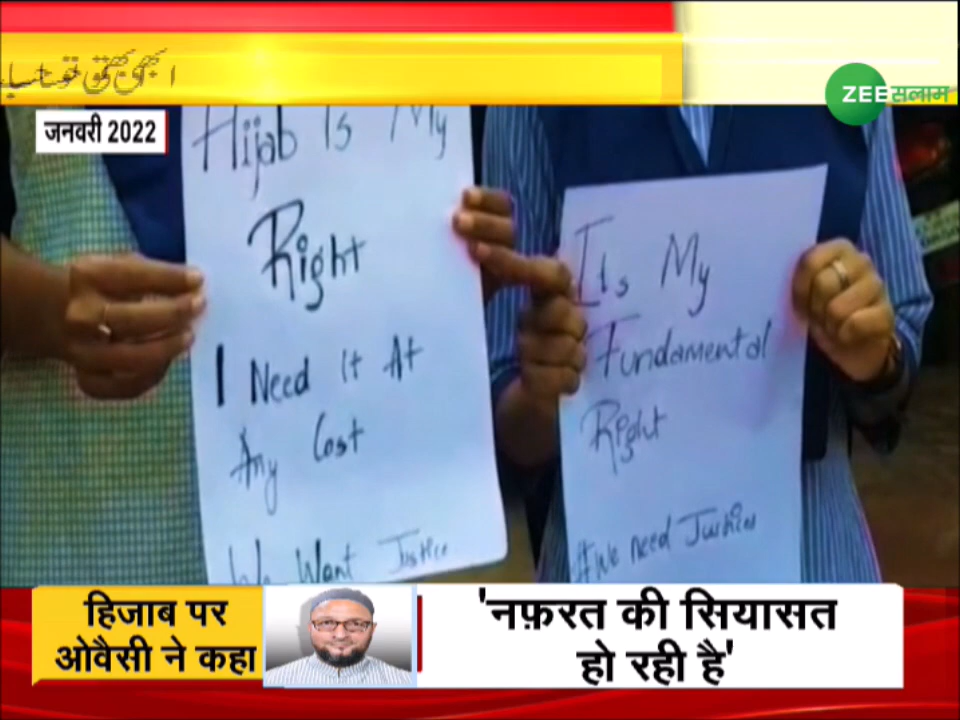 ZEE सलाम
जनवरी 2022
Hijab Is My
Right
I Need It At
Any Cost
We Want Justice
Its My
Fundamental
Right
#We need Justice
हिजाब पर
ओवैसी ने कहा
'नफ़रत की सियासत
हो रही है'